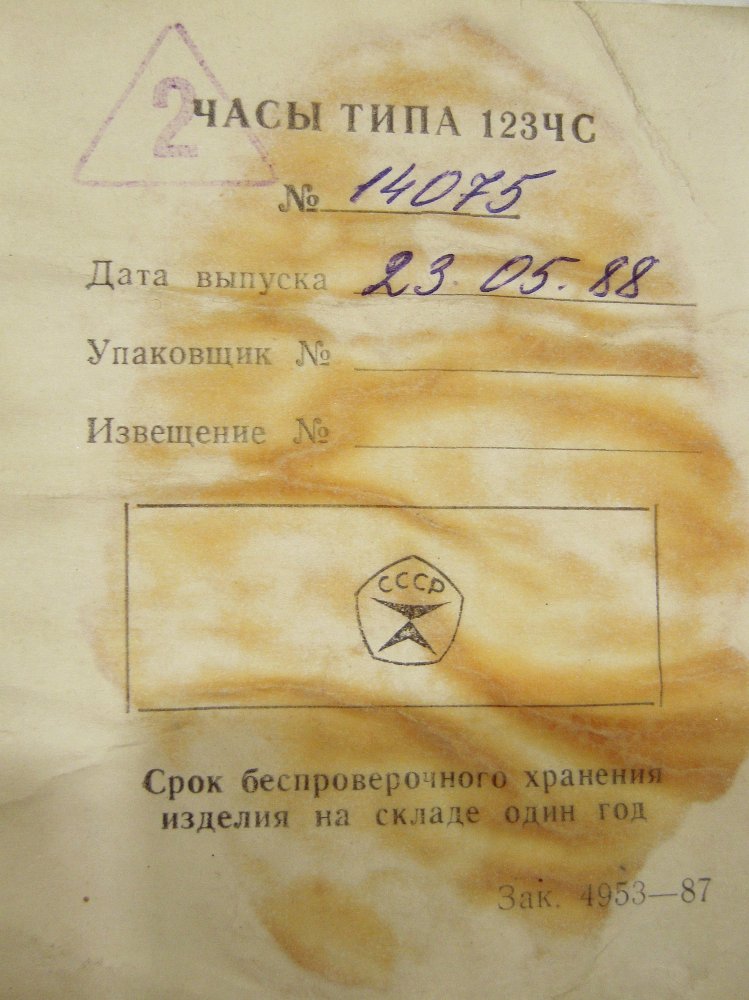 2
ЧАСЫ ТИПА 123ЧС
№ 14075
Дата выпуска 23.05.88
Упаковщик №
Извещение №
СССР
Срок беспроверочного хранения
изделия на складе один год
Зак. 4953—87